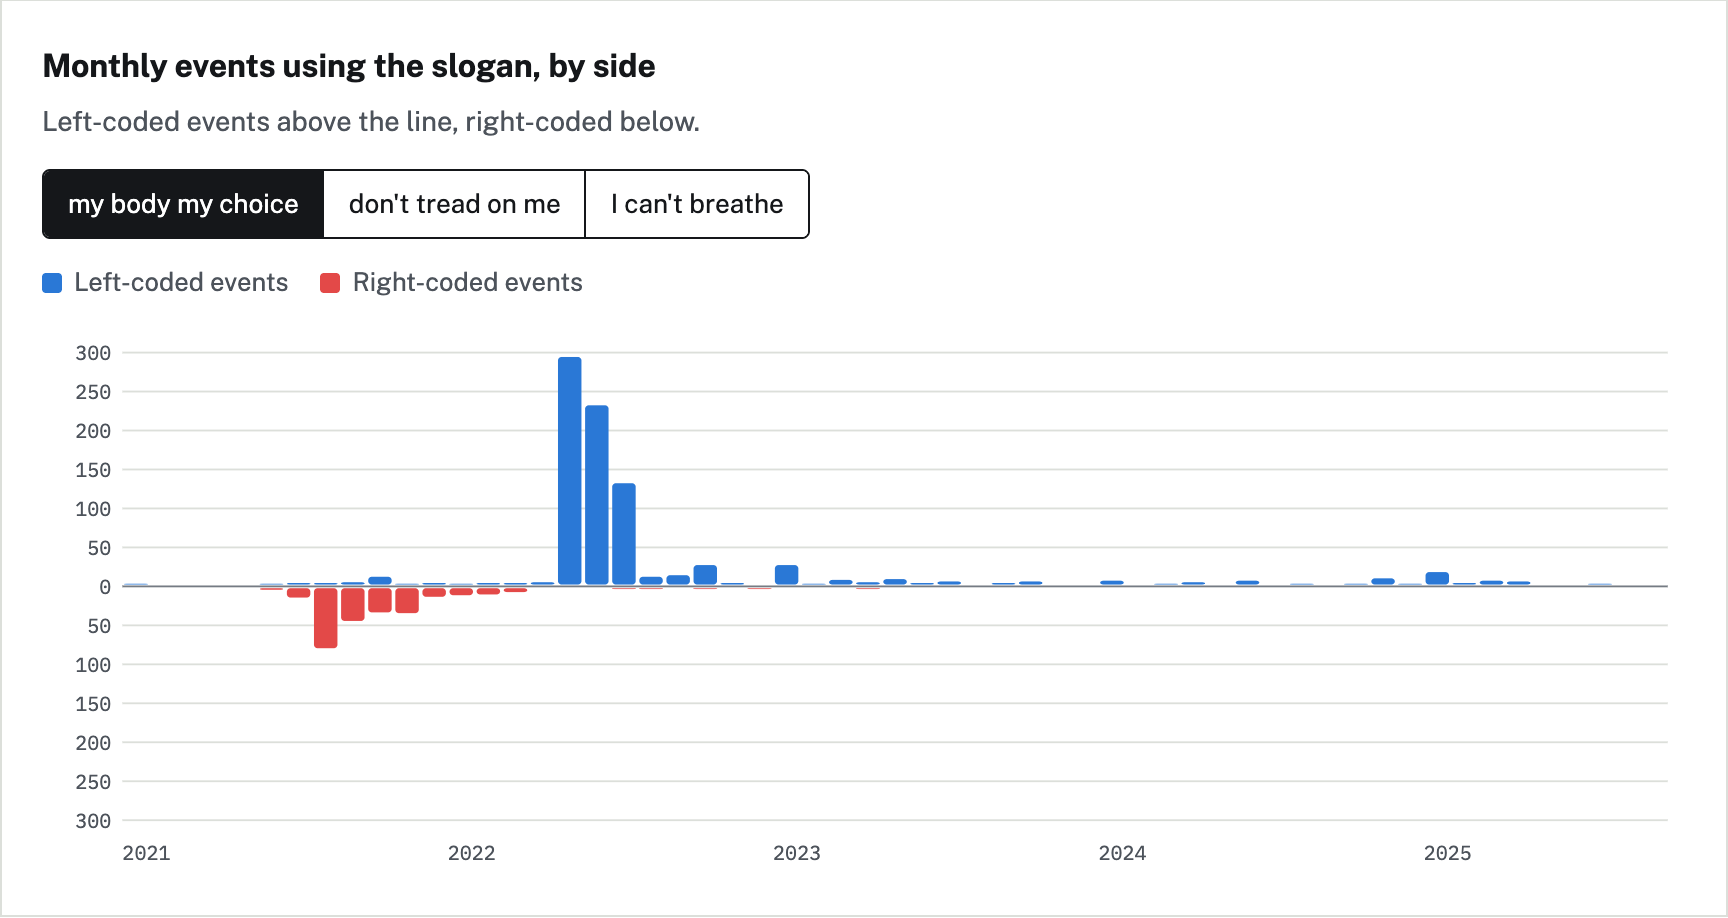 Monthly events using the slogan, by side
Left-coded events above the line, right-coded below.
my body my choice don't tread on me I can't breathe
Left-coded events Right-coded events
300
250
200
150
100
50
0
50
100
150
200
250
300
2021 2022 2023 2024 2025